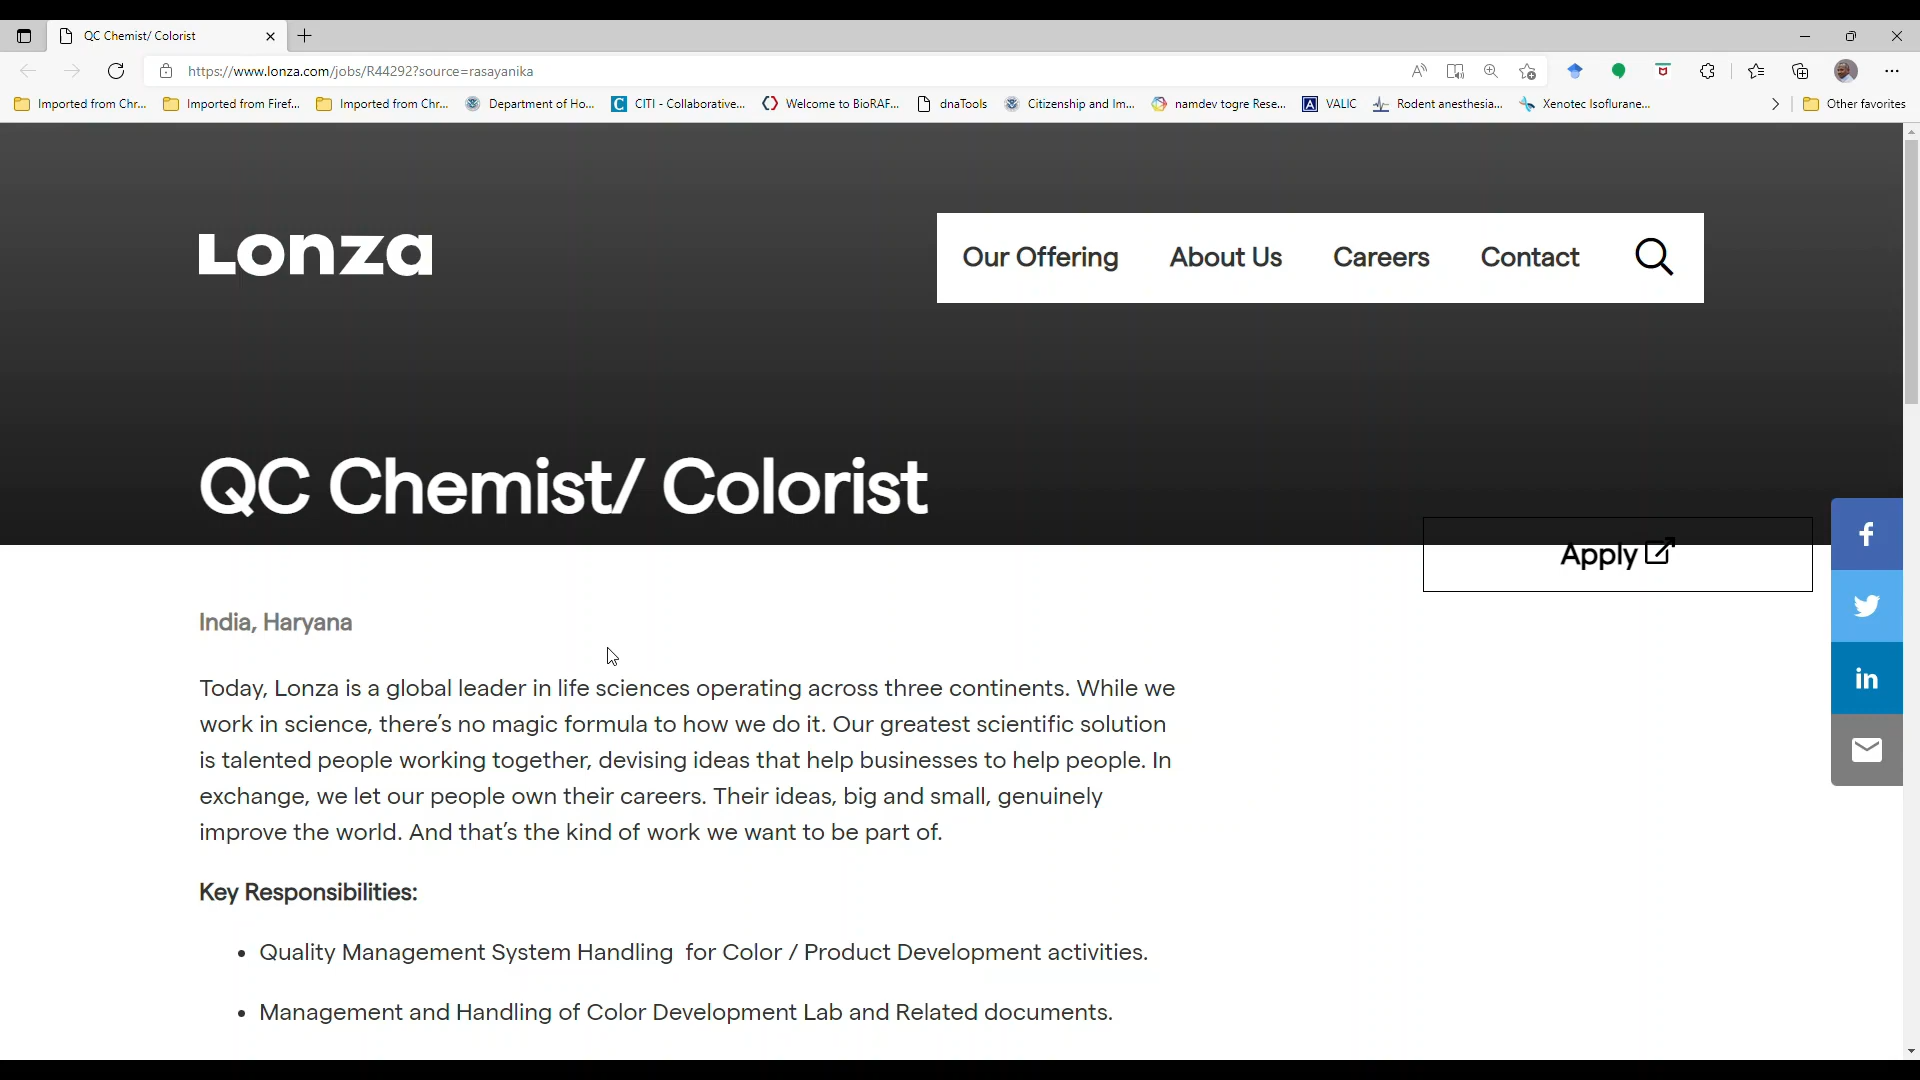 QC Chemist/ Colorist
https://www.lonza.com/jobs/R44292?source=rasayanika
Imported from Chr... Imported from Firef... Imported from Chr... Department of Ho... CITI - Collaborative... Welcome to BioRAF... dnaTools Citizenship and Im... namdev togre Rese... VALIC Rodent anesthesia... Xenotec Isoflurane... Other favorites
Lonza
Our Offering About Us Careers Contact
QC Chemist/ Colorist
Apply
India, Haryana
Today, Lonza is a global leader in life sciences operating across three continents. While we
work in science, there’s no magic formula to how we do it. Our greatest scientific solution
is talented people working together, devising ideas that help businesses to help people. In
exchange, we let our people own their careers. Their ideas, big and small, genuinely
improve the world. And that’s the kind of work we want to be part of.
Key Responsibilities:
• Quality Management System Handling for Color / Product Development activities.
• Management and Handling of Color Development Lab and Related documents.